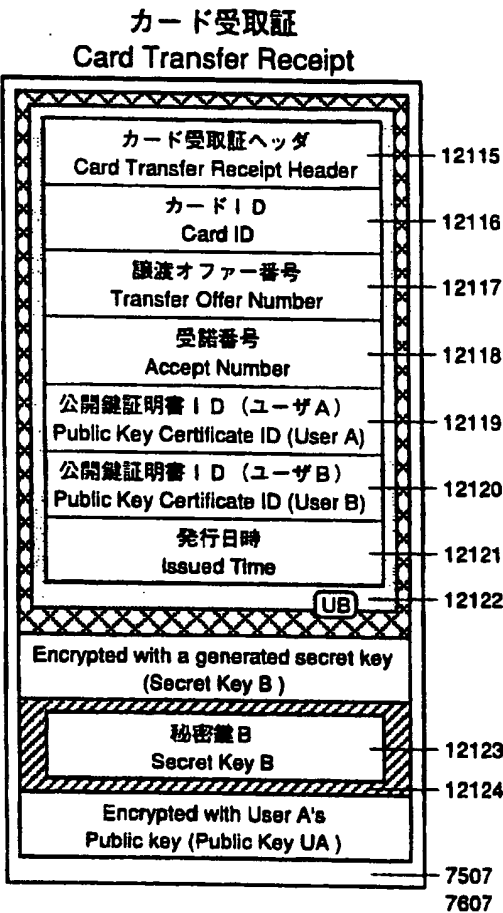 カード受取証
Card Transfer Receipt
カード受取証ヘッダ
Card Transfer Receipt Header
12115
カードID
Card ID
12116
譲渡オファー番号
Transfer Offer Number
12117
受諾番号
Accept Number
12118
公開鍵証明書ID (ユーザA)
Public Key Certificate ID (User A)
12119
公開鍵証明書ID (ユーザB)
Public Key Certificate ID (User B)
12120
発行日時
Issued Time
12121
UB
12122
Encrypted with a generated secret key
(Secret Key B )
秘密鍵B
Secret Key B
12123
12124
Encrypted with User A's
Public key (Public Key UA )
7507
7607